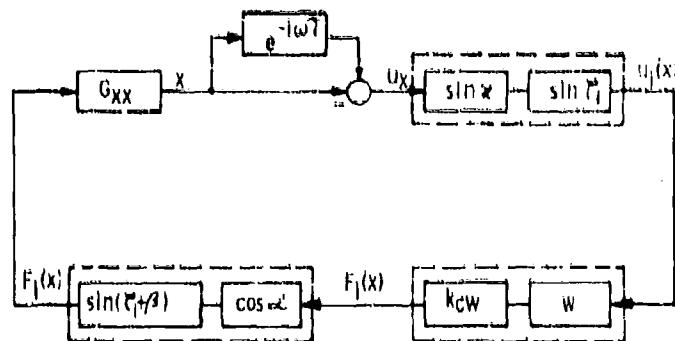 e^-iωτ
G_XX
X
U_X
sin ϰ
sin ζ_i
u_i(x)
F_i(x)
sin(ζ_i+β)
cos α
F_i(x)
k_CW
W